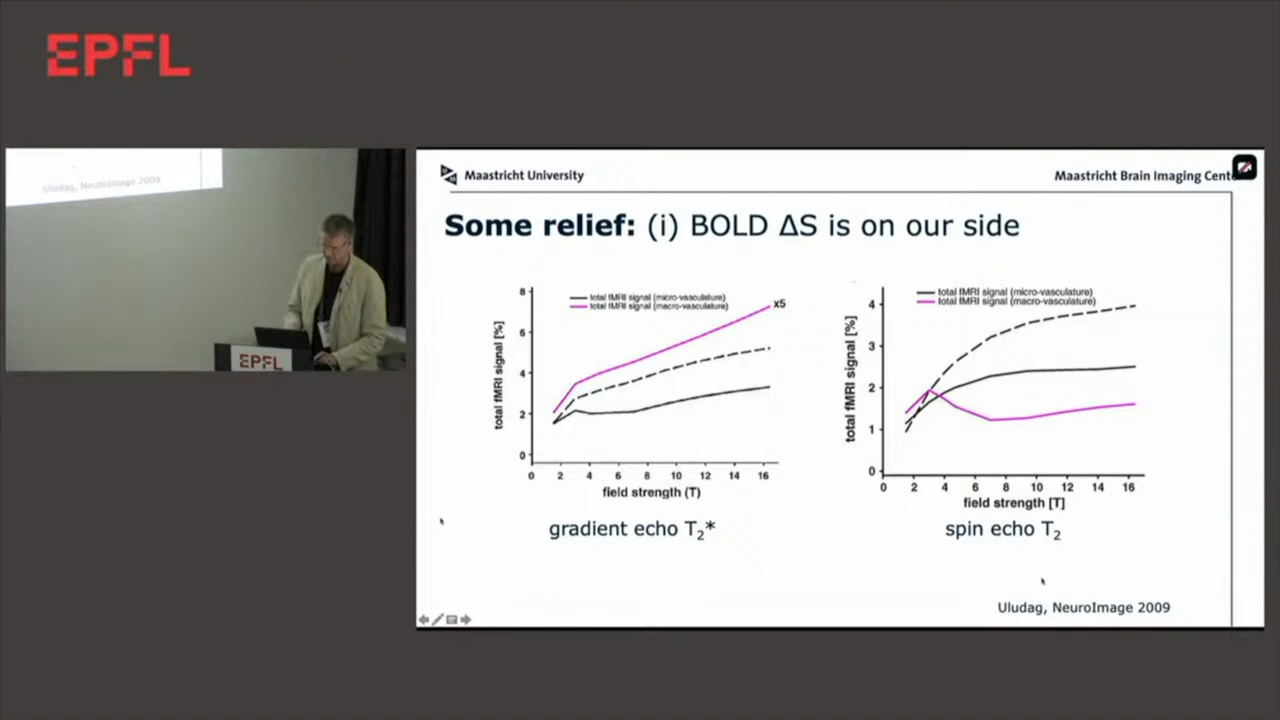 EPFL
Uludag, NeuroImage 2009
EPFL
Maastricht University
Maastricht Brain Imaging Cente
Some relief: (i) BOLD ΔS is on our side
total fMRI signal (micro-vasculature)
total fMRI signal (macro-vasculature)
x5
total fMRI signal [%]
8
6
4
2
0
0 2 4 6 8 10 12 14 16
field strength (T)
gradient echo T₂*
total fMRI signal (micro-vasculature)
total fMRI signal (macro-vasculature)
total fMRI signal [%]
4
3
2
1
0
0 2 4 6 8 10 12 14 16
field strength [T]
spin echo T₂
Uludag, NeuroImage 2009